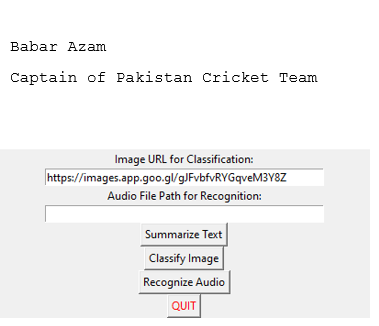 Babar Azam
Captain of Pakistan Cricket Team
Image URL for Classification:
https://images.app.goo.gl/gJFvbfvRYGqveM3Y8Z
Audio File Path for Recognition:
Summarize Text
Classify Image
Recognize Audio
QUIT